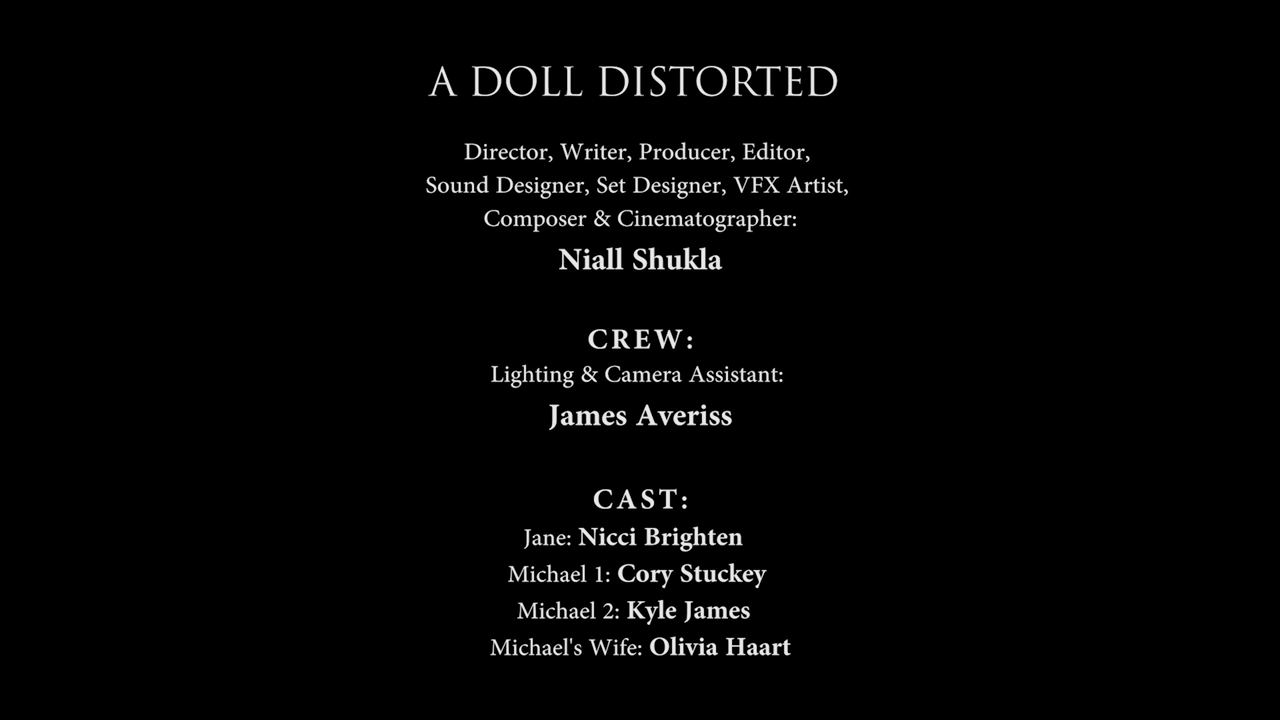 A DOLL DISTORTED
Director, Writer, Producer, Editor,
Sound Designer, Set Designer, VFX Artist,
Composer & Cinematographer:
Niall Shukla
CREW:
Lighting & Camera Assistant:
James Averiss
CAST:
Jane: Nicci Brighten
Michael 1: Cory Stuckey
Michael 2: Kyle James
Michael's Wife: Olivia Haart